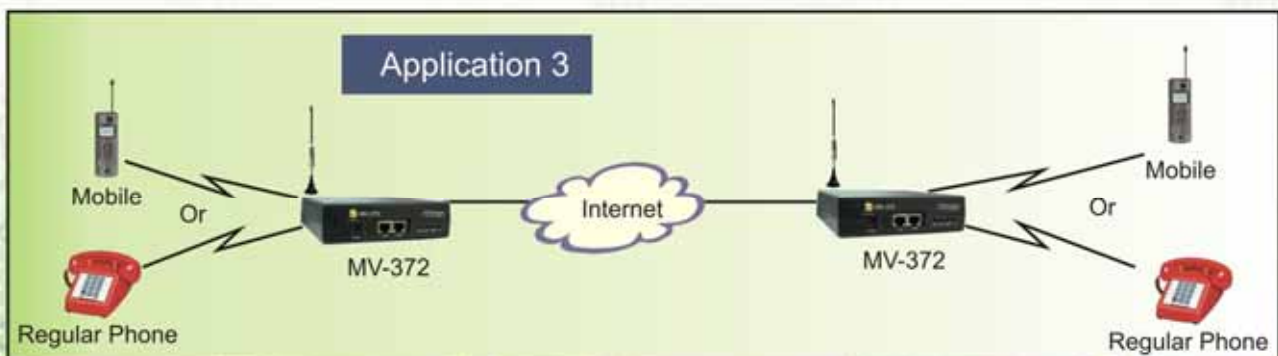 Application 3
Mobile
Or
Regular Phone
MV-372
Internet
MV-372
Mobile
Or
Regular Phone